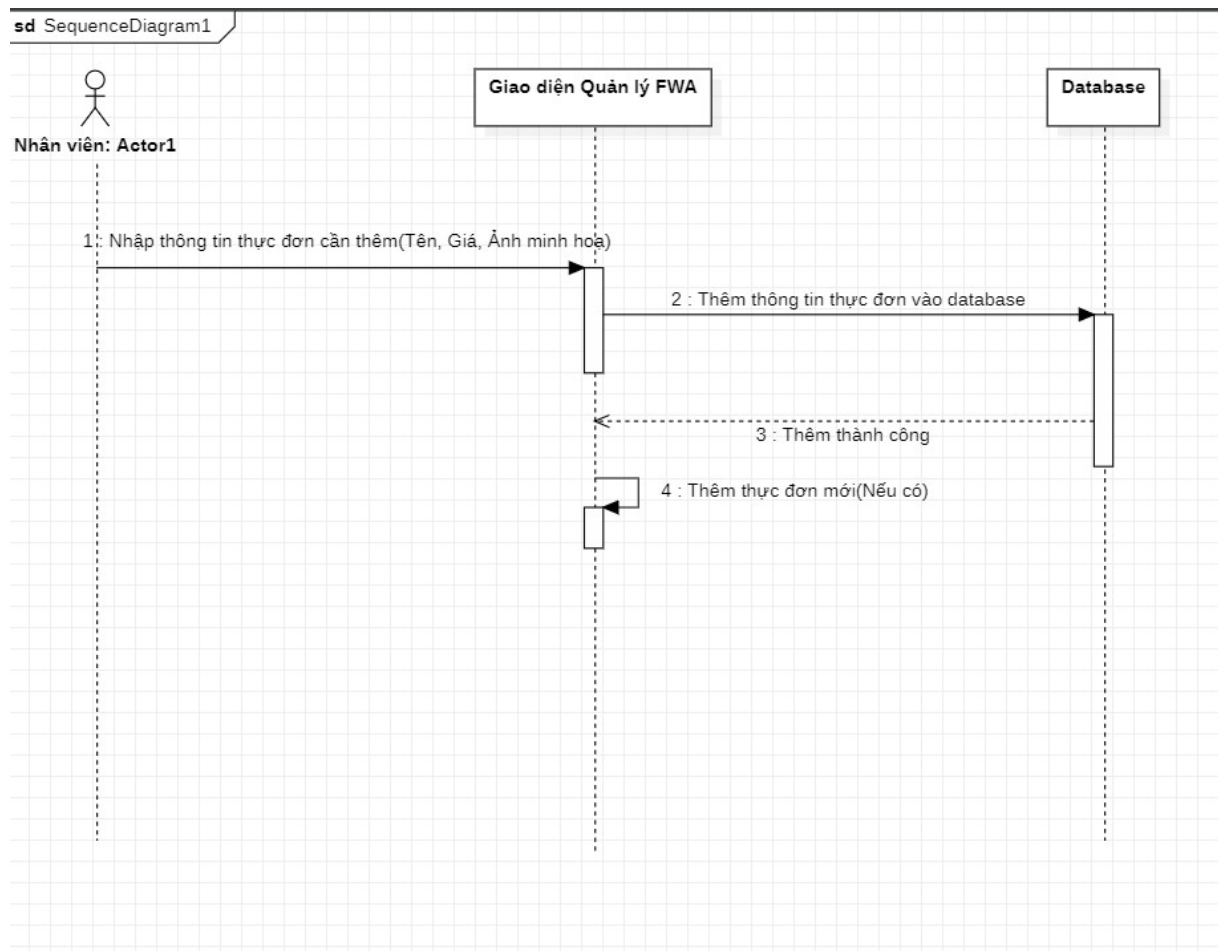 sd SequenceDiagram1
Giao diện Quản lý FWA
Database
Nhân viên: Actor1
1 : Nhập thông tin thực đơn cần thêm(Tên, Giá, Ảnh minh hoạ)
2 : Thêm thông tin thực đơn vào database
3 : Thêm thành công
4 : Thêm thực đơn mới(Nếu có)